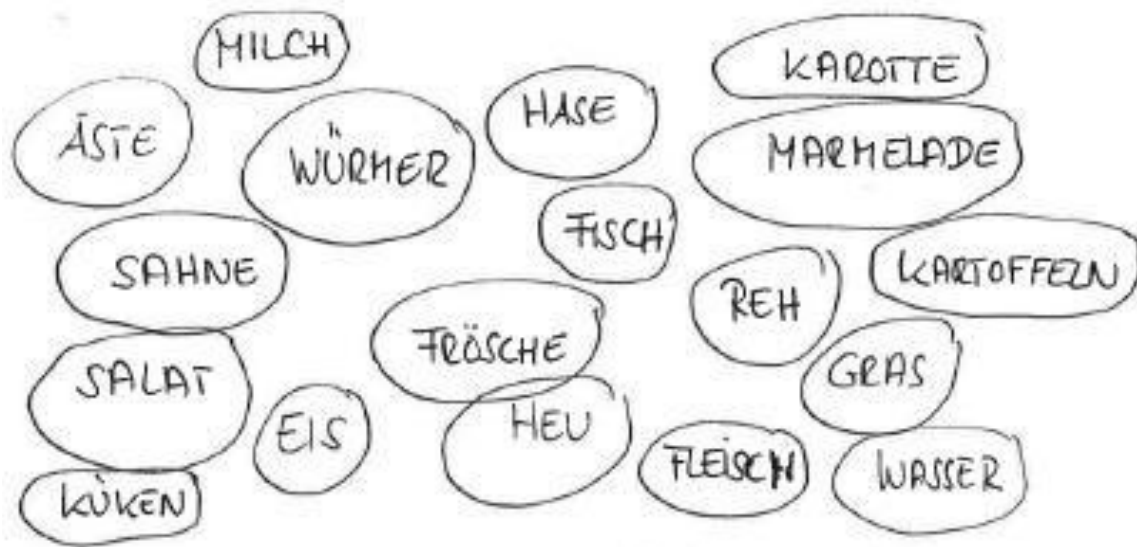 MILCH
KAROTTE
HASE
ÄSTE
WÜRMER
MARMELADE
FISCH
SAHNE
KARTOFFELN
REH
FRÖSCHE
SALAT
GRAS
EIS
HEU
FLEISCH
WASSER
KÜKEN